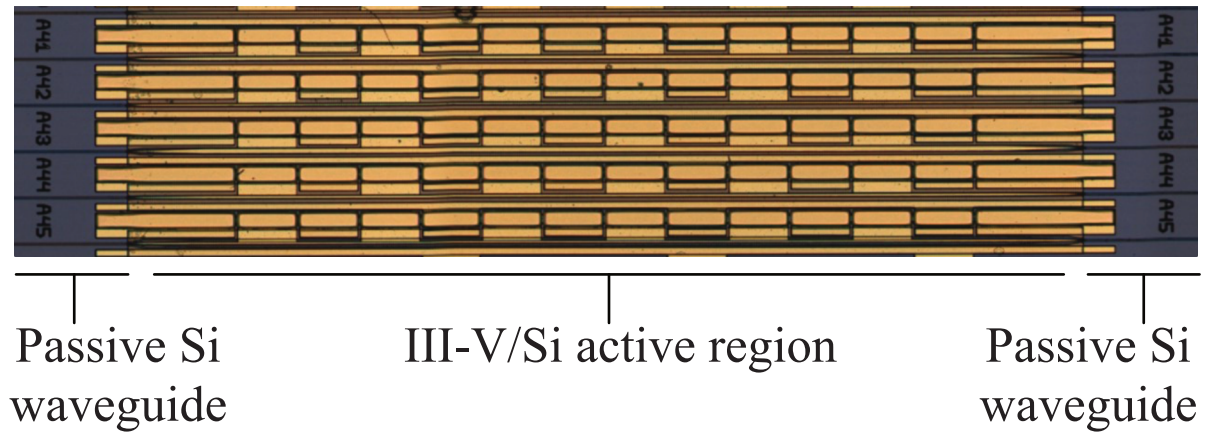 A41 A41
A42 A42
A43 A43
A44 A44
A45 A45
Passive Si III-V/Si active region Passive Si
waveguide waveguide